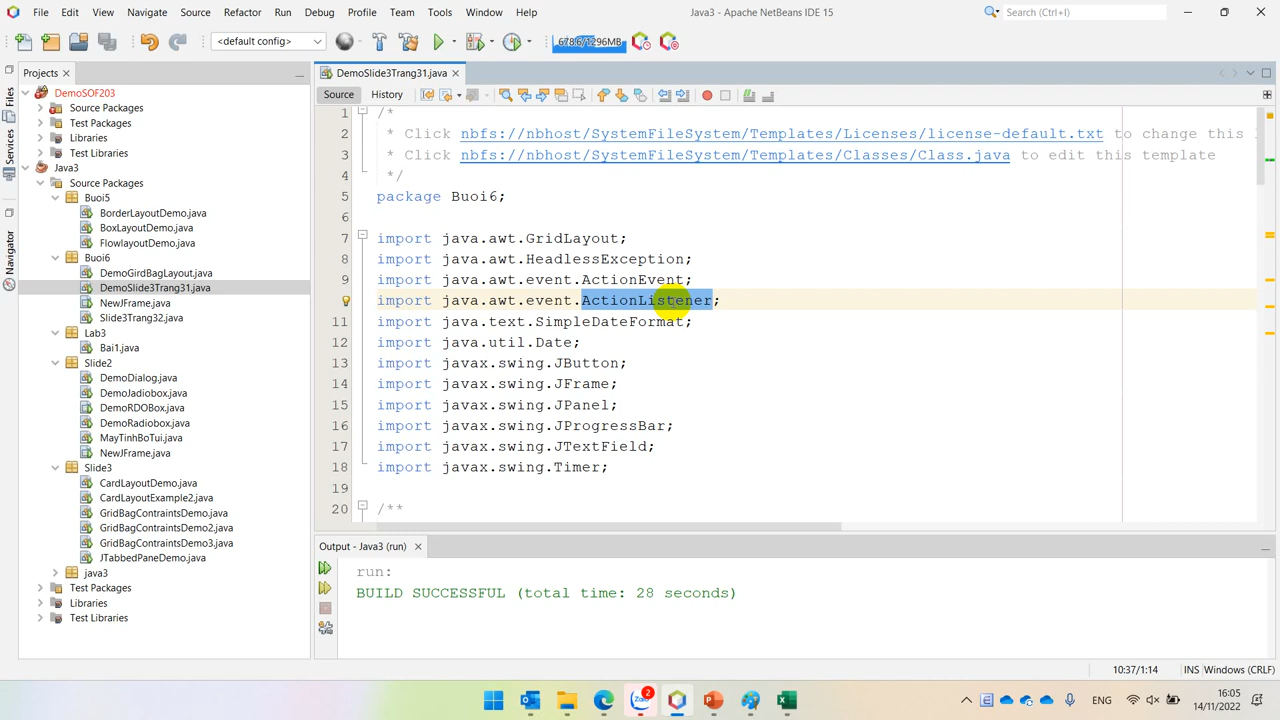 File Edit View Navigate Source Refactor Run Debug Profile Team Tools Window Help
Java3 - Apache NetBeans IDE 15
Search (Ctrl+I)
<default config>
678.6/1296MB
Projects
DemoSlide3Trang31.java
Source History
Files
Services
Navigator
DemoSOF203
Source Packages
Test Packages
Libraries
Test Libraries
Java3
Source Packages
Buoi5
BorderLayoutDemo.java
BoxLayoutDemo.java
FlowlayoutDemo.java
Buoi6
DemoGirdBagLayout.java
DemoSlide3Trang31.java
NewJFrame.java
Slide3Trang32.java
Lab3
Bai1.java
Slide2
DemoDialog.java
DemoJadiobox.java
DemoRDOBox.java
DemoRadiobox.java
MayTinhBoTui.java
NewJFrame.java
Slide3
CardLayoutDemo.java
CardLayoutExample2.java
GridBagContraintsDemo.java
GridBagContraintsDemo2.java
GridBagContraintsDemo3.java
JTabbedPaneDemo.java
java3
Test Packages
Libraries
Test Libraries
1 /*
2 * Click nbfs://nbhost/SystemFileSystem/Templates/Licenses/license-default.txt to change this
3 * Click nbfs://nbhost/SystemFileSystem/Templates/Classes/Class.java to edit this template
4 */
5 package Buoi6;
6
7 import java.awt.GridLayout;
8 import java.awt.HeadlessException;
9 import java.awt.event.ActionEvent;
import java.awt.event.ActionListener;
11 import java.text.SimpleDateFormat;
12 import java.util.Date;
13 import javax.swing.JButton;
14 import javax.swing.JFrame;
15 import javax.swing.JPanel;
16 import javax.swing.JProgressBar;
17 import javax.swing.JTextField;
18 import javax.swing.Timer;
19
20 /**
Output - Java3 (run)
run:
BUILD SUCCESSFUL (total time: 28 seconds)
10:37/1:14 INS Windows (CRLF)
Zalo 2
ENG
16:05
14/11/2022